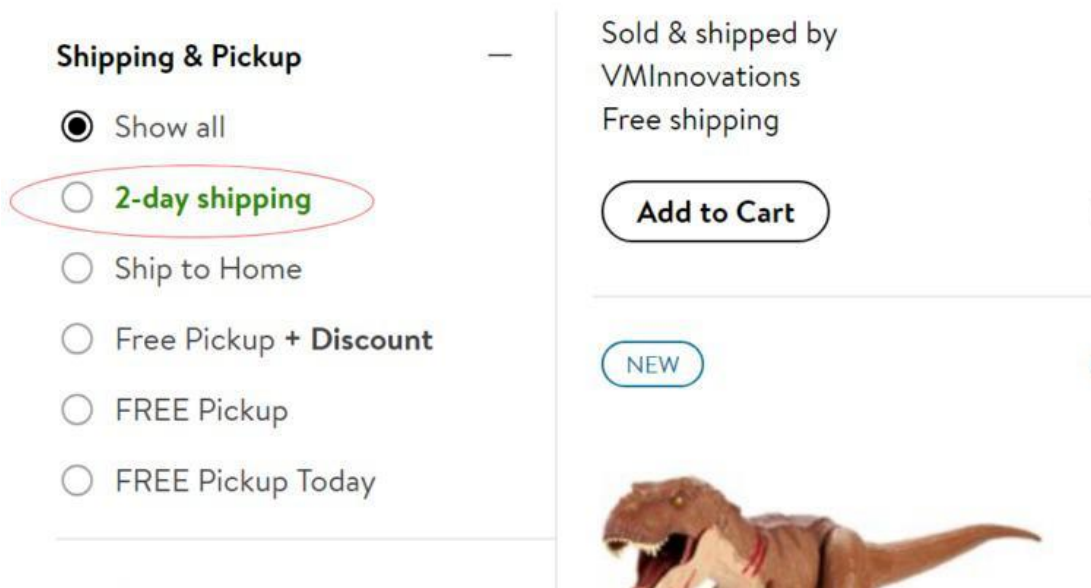 Shipping & Pickup
Show all
2-day shipping
Ship to Home
Free Pickup + Discount
FREE Pickup
FREE Pickup Today
Sold & shipped by
VMInnovations
Free shipping
Add to Cart
NEW